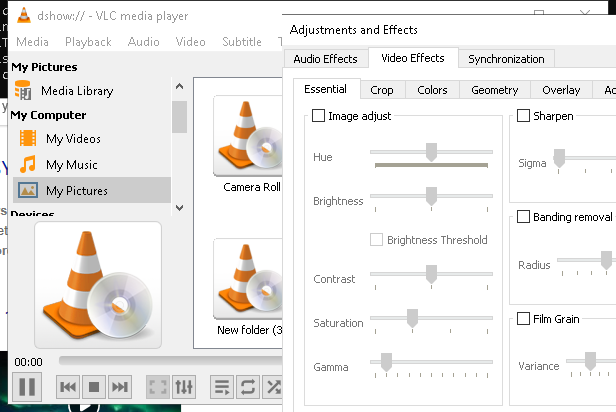 dshow:// - VLC media player
Media Playback Audio Video Subtitle T
My Pictures
Media Library
My Computer
My Videos
My Music
My Pictures
Devices
Camera Roll
New folder (3
00:00
Adjustments and Effects
Audio Effects Video Effects Synchronization
Essential Crop Colors Geometry Overlay
Image adjust
Hue
Brightness
Brightness Threshold
Contrast
Saturation
Gamma
Sharpen
Sigma
Banding removal
Radius
Film Grain
Variance